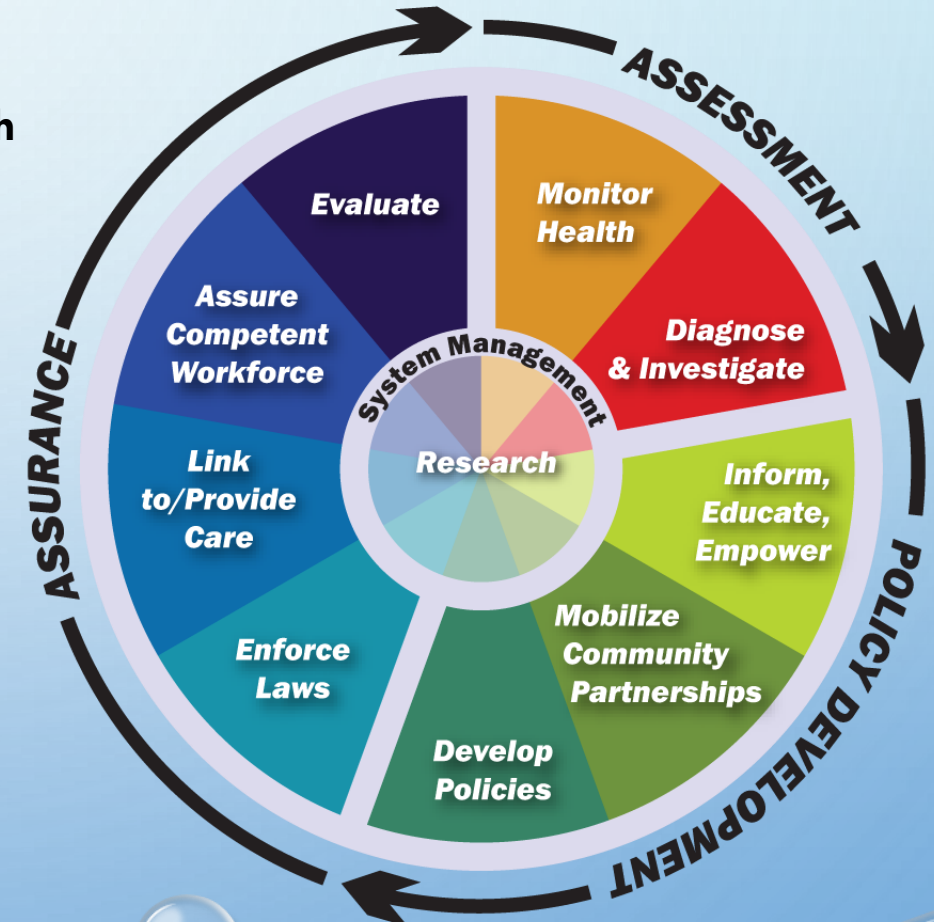 h
ASSESSMENT
Monitor
Health
Diagnose
& Investigate
POLICY DEVELOPMENT
Inform,
Educate,
Empower
Mobilize
Community
Partnerships
Develop
Policies
ASSURANCE
Enforce
Laws
Link
to/Provide
Care
Assure
Competent
Workforce
Evaluate
System Management
Research